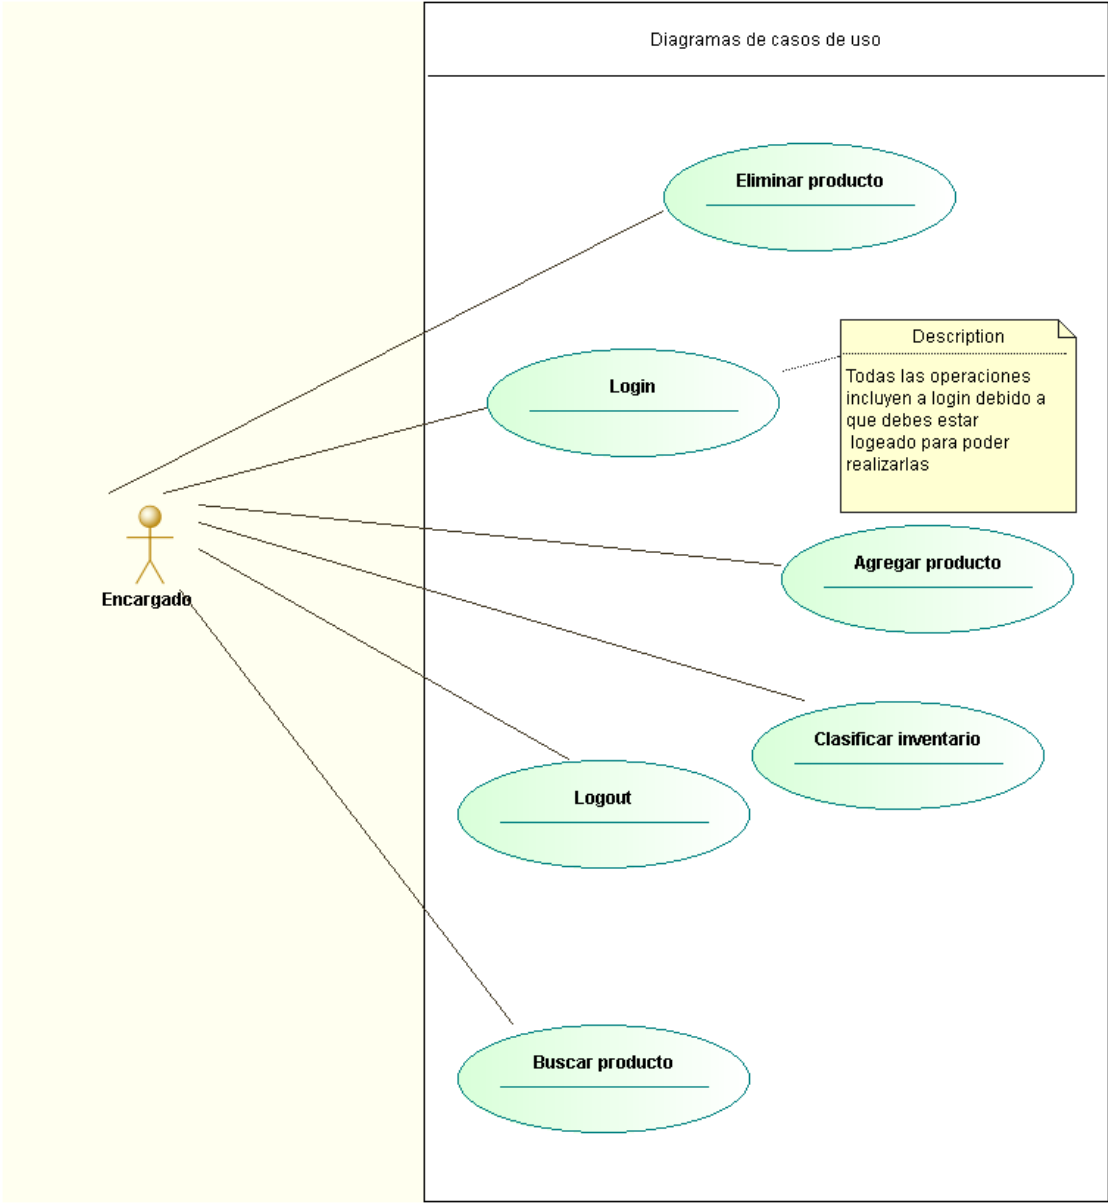 Diagramas de casos de uso
Eliminar producto
Description
Login
Todas las operaciones
incluyen a login debido a
que debes estar
logeado para poder
realizarlas
Agregar producto
Encargado
Clasificar inventario
Logout
Buscar producto